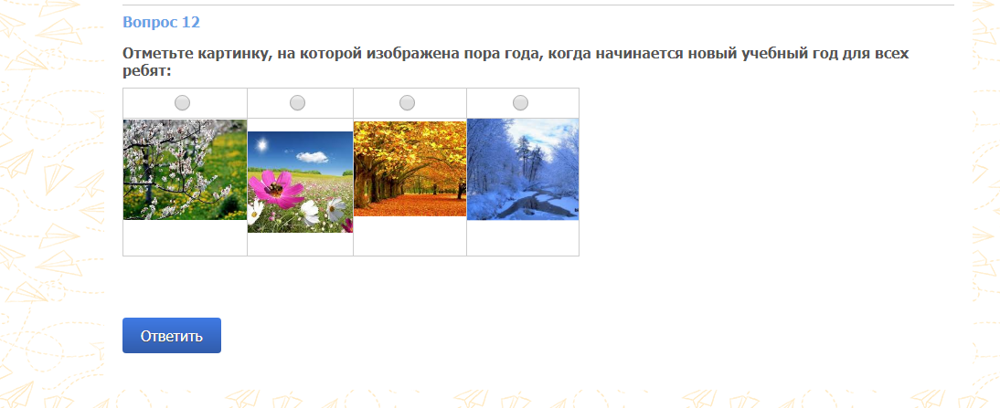 Вопрос 12
Отметьте картинку, на которой изображена пора года, когда начинается новый учебный год для всех
ребят:
Ответить